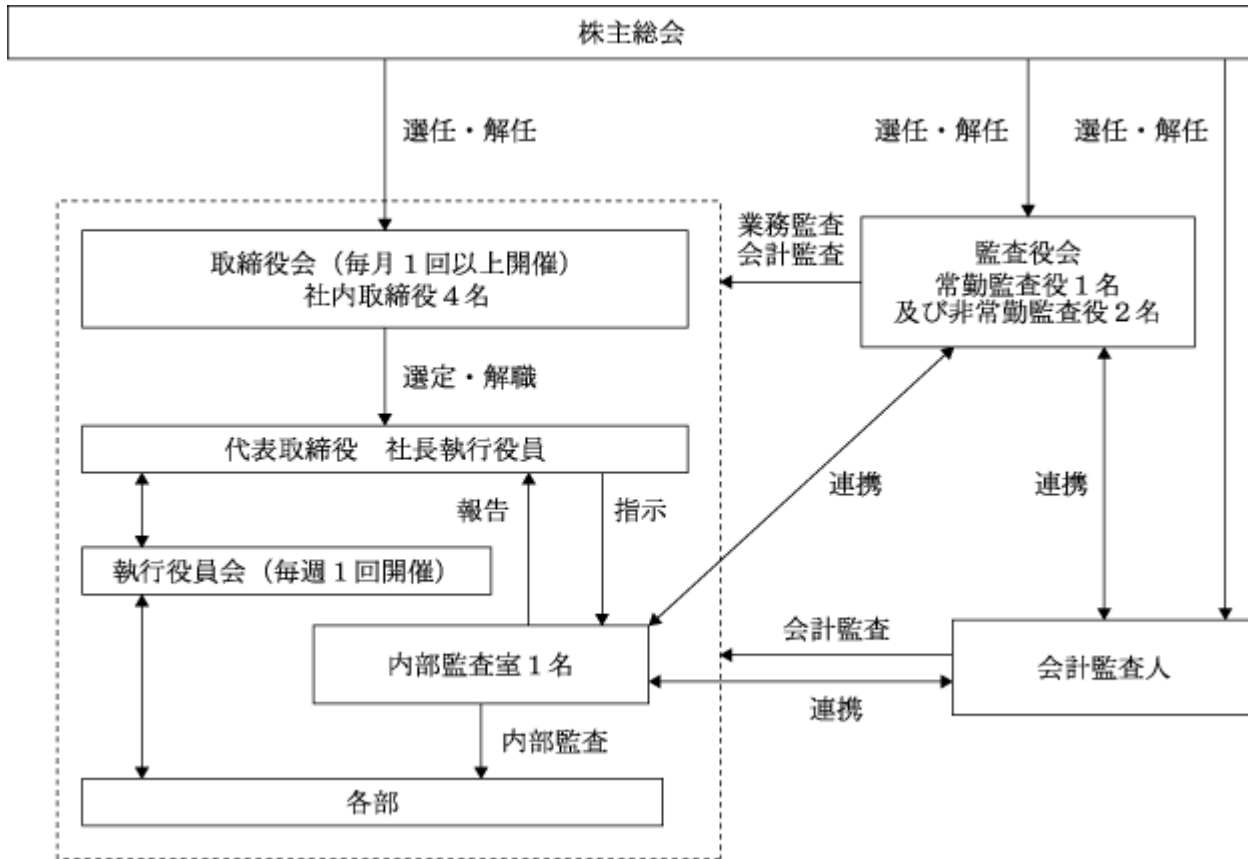 株主総会
選任・解任
選任・解任
選任・解任
業務監査
会計監査
取締役会（毎月１回以上開催）
社内取締役４名
監査役会
常勤監査役１名
及び非常勤監査役２名
選定・解職
代表取締役　社長執行役員
報告
指示
連携
連携
執行役員会（毎週１回開催）
内部監査室１名
会計監査
会計監査人
連携
内部監査
各部